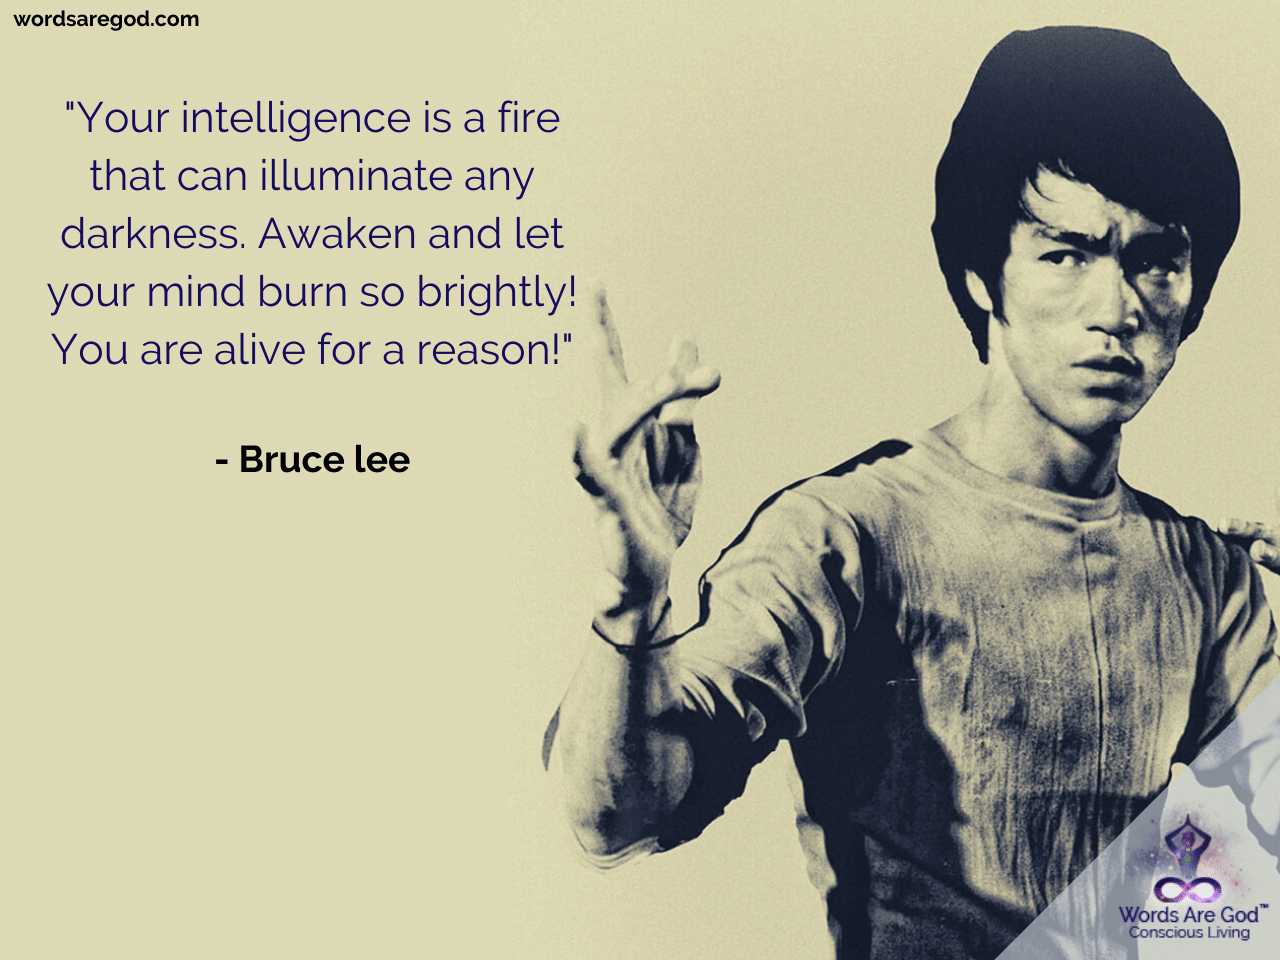 wordsaregod.com
"Your intelligence is a fire
that can illuminate any
darkness. Awaken and let
your mind burn so brightly!
You are alive for a reason!"
- Bruce lee
Words Are God™
Conscious Living